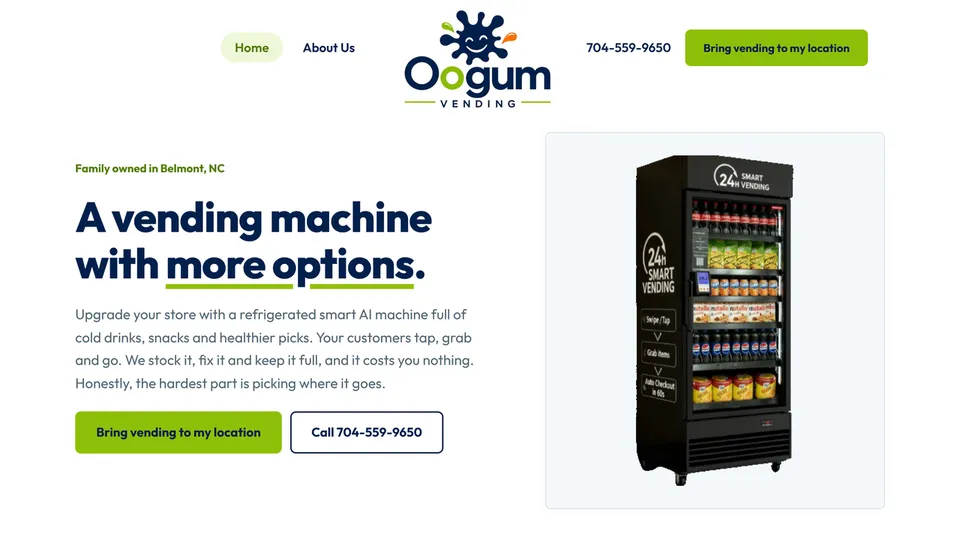 Home
About Us
Oogum
VENDING
704-559-9650
Bring vending to my location
Family owned in Belmont, NC
A vending machine
with more options.
Upgrade your store with a refrigerated smart AI machine full of
cold drinks, snacks and healthier picks. Your customers tap, grab
and go. We stock it, fix it and keep it full, and it costs you nothing.
Honestly, the hardest part is picking where it goes.
Bring vending to my location
Call 704-559-9650
24H SMART
VENDING
24h
SMART
VENDING
Swipe / Tap
Grab items
Auto Checkout
in 60s
nutella